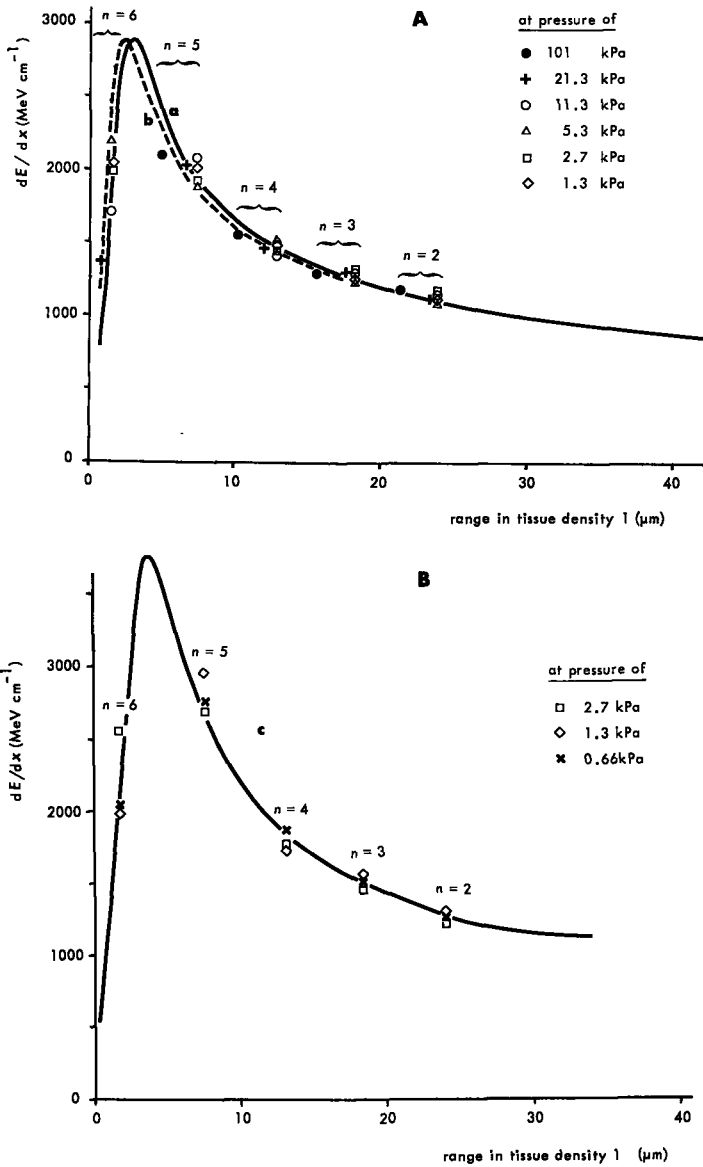 A
at pressure of
● 101 kPa
+ 21.3 kPa
○ 11.3 kPa
△ 5.3 kPa
□ 2.7 kPa
◇ 1.3 kPa
dE/dx (MeV cm⁻¹)
3000
2000
1000
0
n = 6
n = 5
a
b
n = 4
n = 3
n = 2
0 10 20 30 40
range in tissue density 1 (μm)
B
at pressure of
□ 2.7 kPa
◇ 1.3 kPa
× 0.66kPa
dE/dx (MeV cm⁻¹)
3000
2000
1000
0
n = 6
n = 5
c
n = 4
n = 3
n = 2
0 10 20 30 40
range in tissue density 1 (μm)